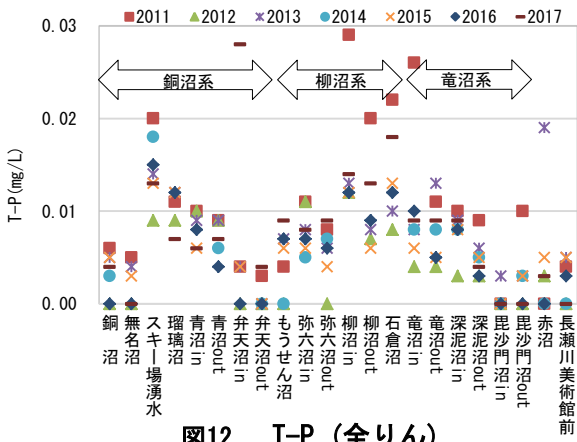 2011 2012 2013 2014 2015 2016 2017
T-P(mg/L)
0.03
0.02
0.01
0.00
銅沼系 柳沼系 竜沼系
銅 沼
無名沼
スキー場湧水
瑠璃沼
青沼in
青沼out
弁天沼in
弁天沼out
もうせん沼
弥六沼in
弥六沼out
柳沼in
柳沼out
石倉沼
竜沼in
竜沼out
深泥沼in
深泥沼out
毘沙門沼in
毘沙門沼out
赤沼
長瀬川美術館前
図12 T-P（全りん）